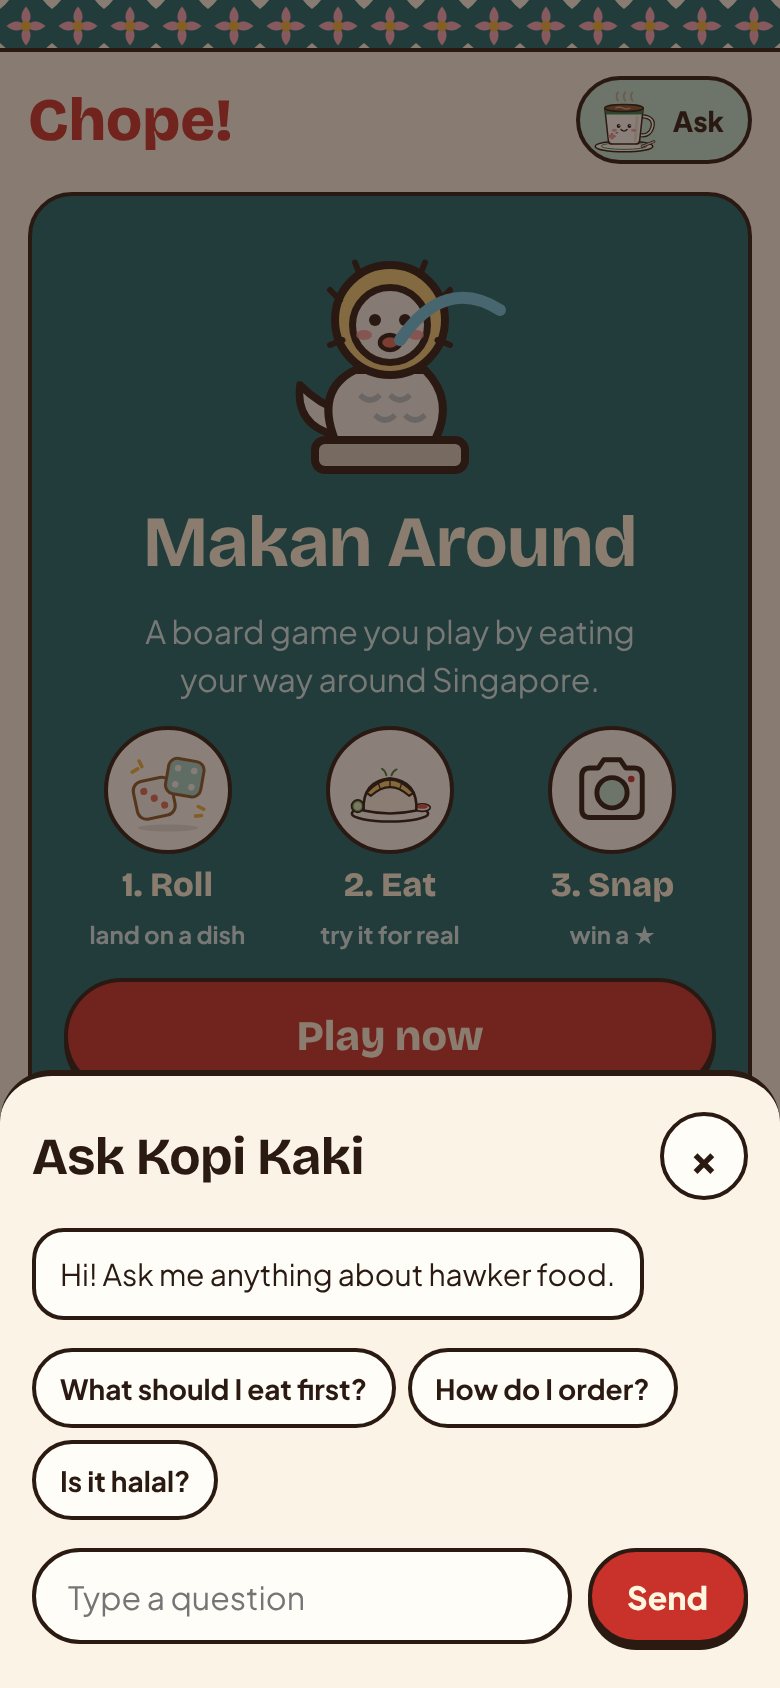 Chope!
Ask
Makan Around
A board game you play by eating
your way around Singapore.
1. Roll
land on a dish
2. Eat
try it for real
3. Snap
win a ★
Play now
Ask Kopi Kaki
×
Hi! Ask me anything about hawker food.
What should I eat first?
How do I order?
Is it halal?
Type a question
Send